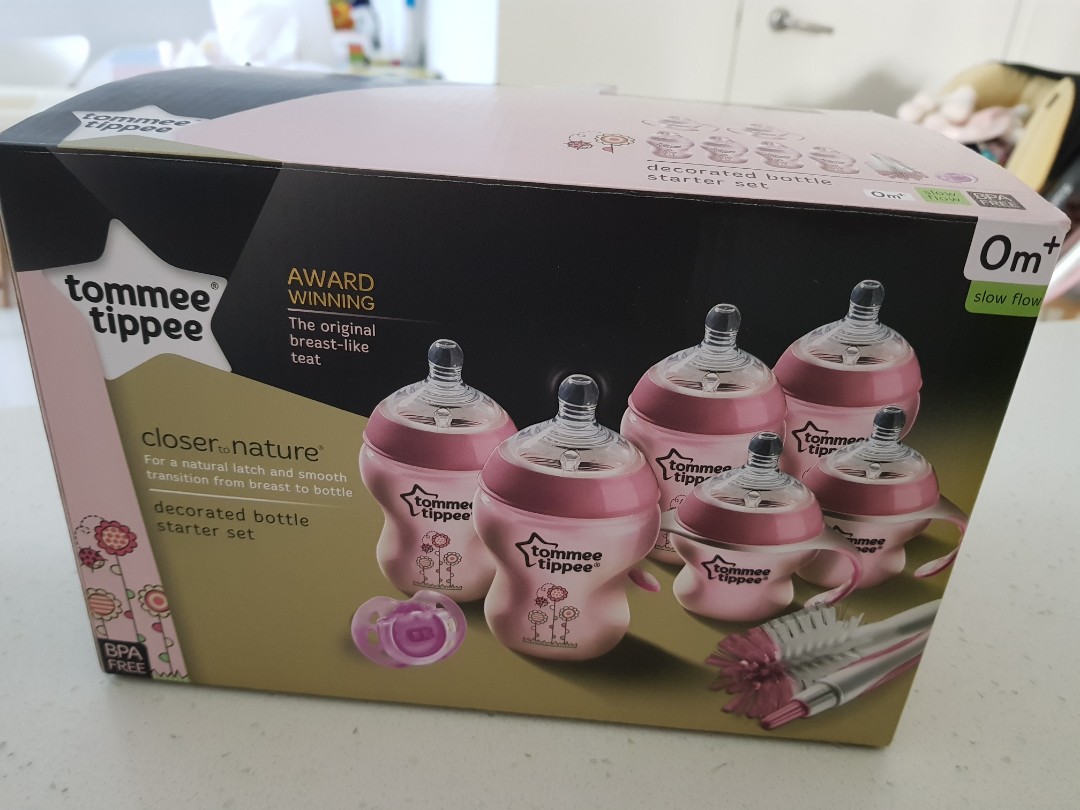 tommee
tippee
decorated bottle
starter set
0m+
slow
flow
BPA
FREE
tommee®
tippee
AWARD
WINNING
The original
breast-like
teat
0m+
slow flow
closer to nature®
For a natural latch and smooth
transition from breast to bottle
decorated bottle
starter set
tommee
tippee
tommee
tippee®
tommee
tippee
tommee
tommee
tippee®
tommee
BPA
FREE